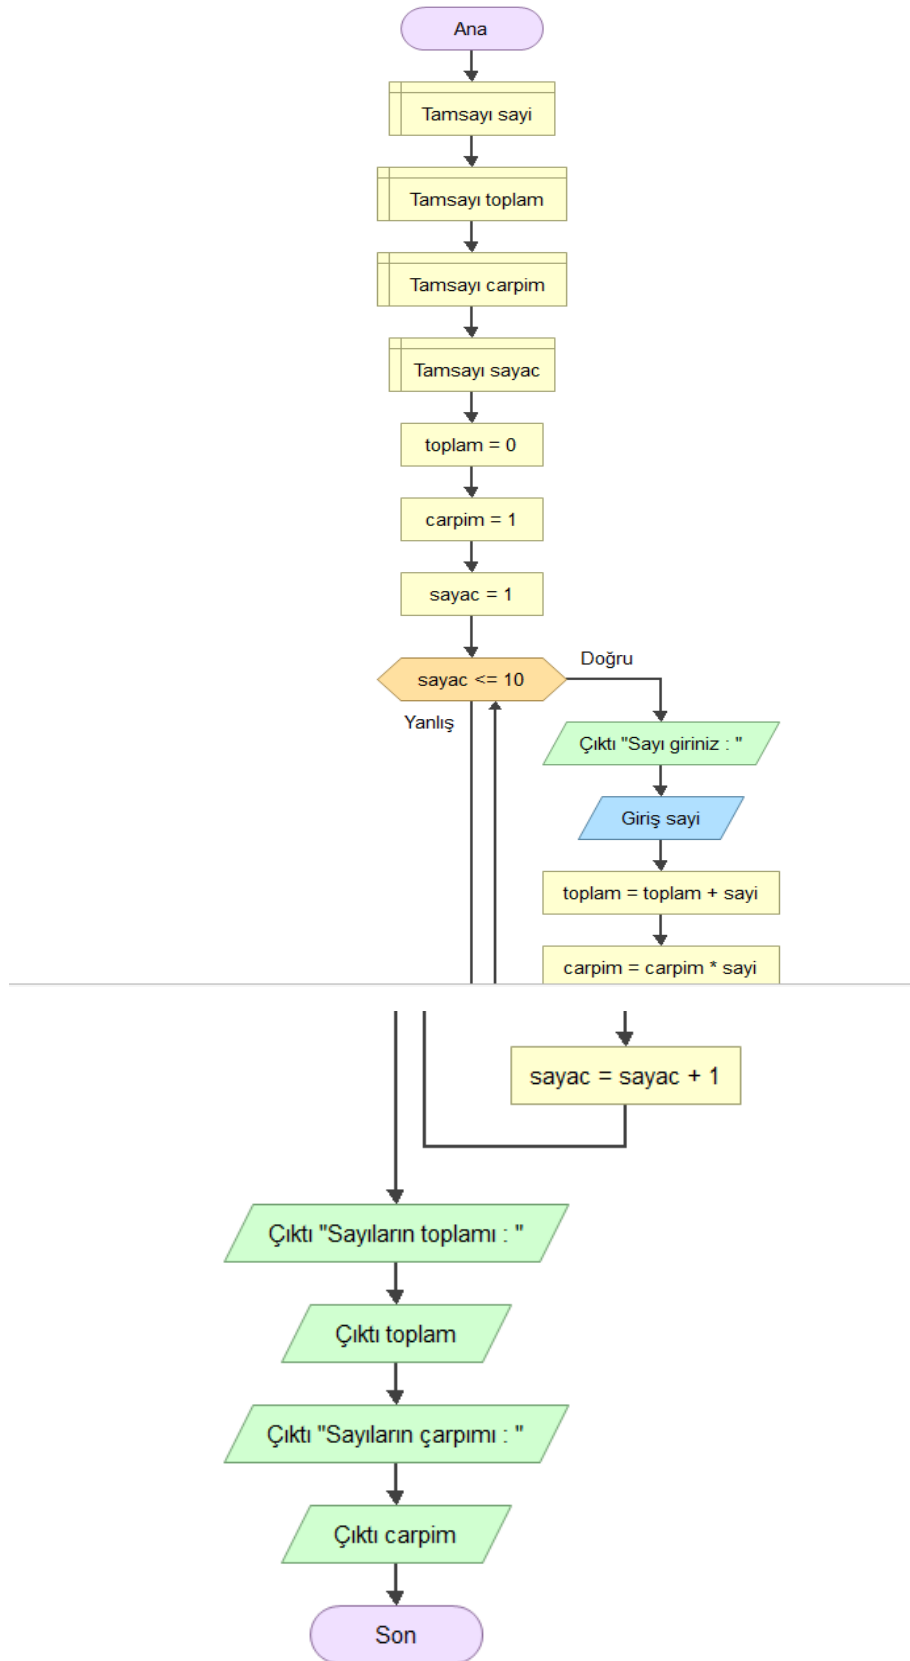 Ana
Tamsayı sayi
Tamsayı toplam
Tamsayı carpim
Tamsayı sayac
toplam = 0
carpim = 1
sayac = 1
sayac <= 10
Doğru
Yanlış
Çıktı "Sayı giriniz : "
Giriş sayi
toplam = toplam + sayi
carpim = carpim * sayi
sayac = sayac + 1
Çıktı "Sayıların toplamı : "
Çıktı toplam
Çıktı "Sayıların çarpımı : "
Çıktı carpim
Son